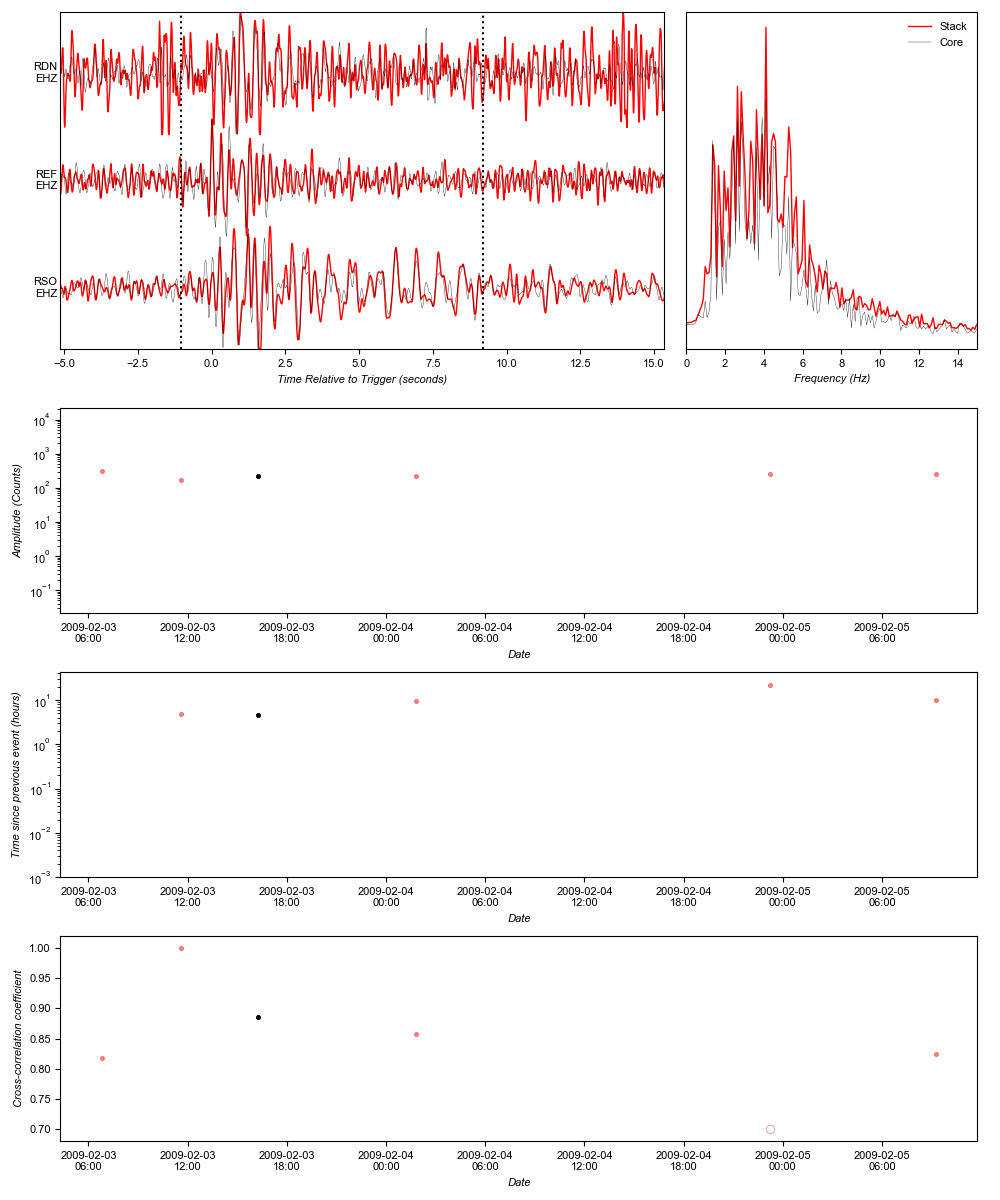 RDN
EHZ
REF
EHZ
RSO
EHZ
−5.0 −2.5 0.0 2.5 5.0 7.5 10.0 12.5 15.0
Time Relative to Trigger (seconds)
Stack
Core
0 2 4 6 8 10 12 14
Frequency (Hz)
Amplitude (Counts)
10⁴
10³
10²
10¹
10⁰
10⁻¹
2009-02-03 2009-02-03 2009-02-03 2009-02-04 2009-02-04 2009-02-04 2009-02-04 2009-02-05 2009-02-05
06:00 12:00 18:00 00:00 06:00 12:00 18:00 00:00 06:00
Date
Time since previous event (hours)
10¹
10⁰
10⁻¹
10⁻²
10⁻³
2009-02-03 2009-02-03 2009-02-03 2009-02-04 2009-02-04 2009-02-04 2009-02-04 2009-02-05 2009-02-05
06:00 12:00 18:00 00:00 06:00 12:00 18:00 00:00 06:00
Date
Cross-correlation coefficient
1.00
0.95
0.90
0.85
0.80
0.75
0.70
2009-02-03 2009-02-03 2009-02-03 2009-02-04 2009-02-04 2009-02-04 2009-02-04 2009-02-05 2009-02-05
06:00 12:00 18:00 00:00 06:00 12:00 18:00 00:00 06:00
Date